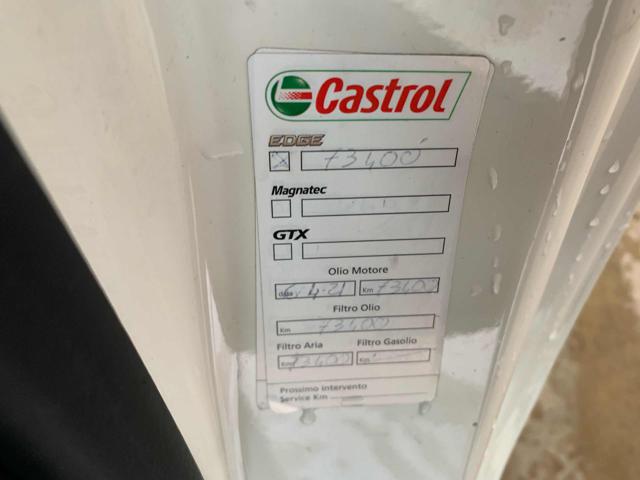 Castrol
EDGE
X 73400
Magnatec
GTX
Olio Motore
data 6/4-21 Km 73400
Filtro Olio
Km 73400
Filtro Aria Filtro Gasolio
Km 73400 Km
Prossimo intervento
Service Km